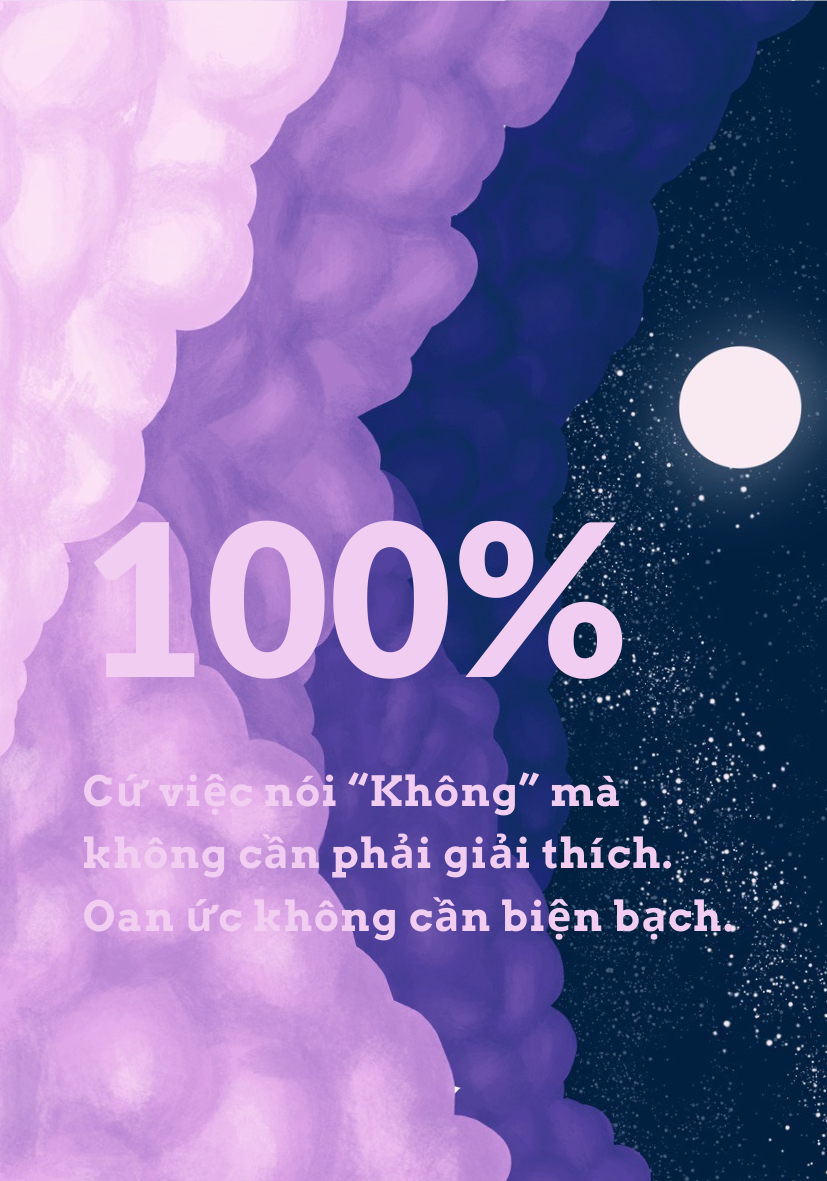 100%
Cứ việc nói “Không” mà
không cần phải giải thích.
Oan ức không cần biện bạch.